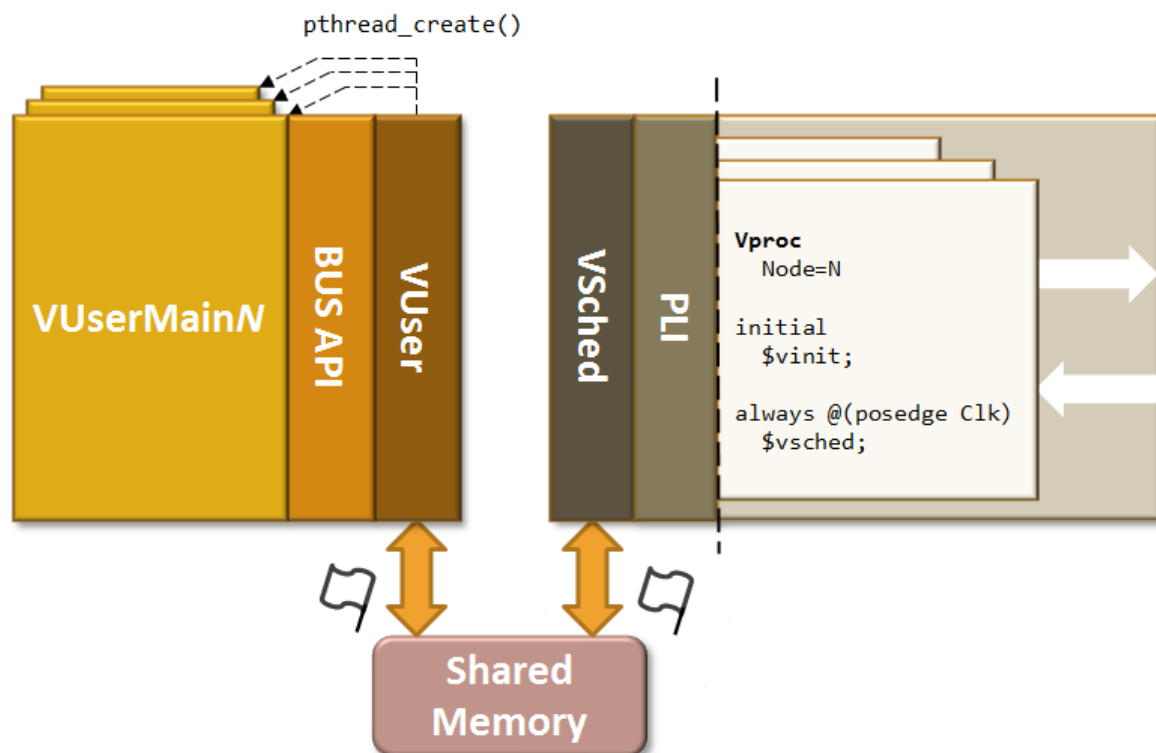 pthread_create()
VUserMainN
BUS API
VUser
VSched
PLI
Vproc
Node=N
initial
$vinit;
always @(posedge Clk)
$vsched;
Shared
Memory